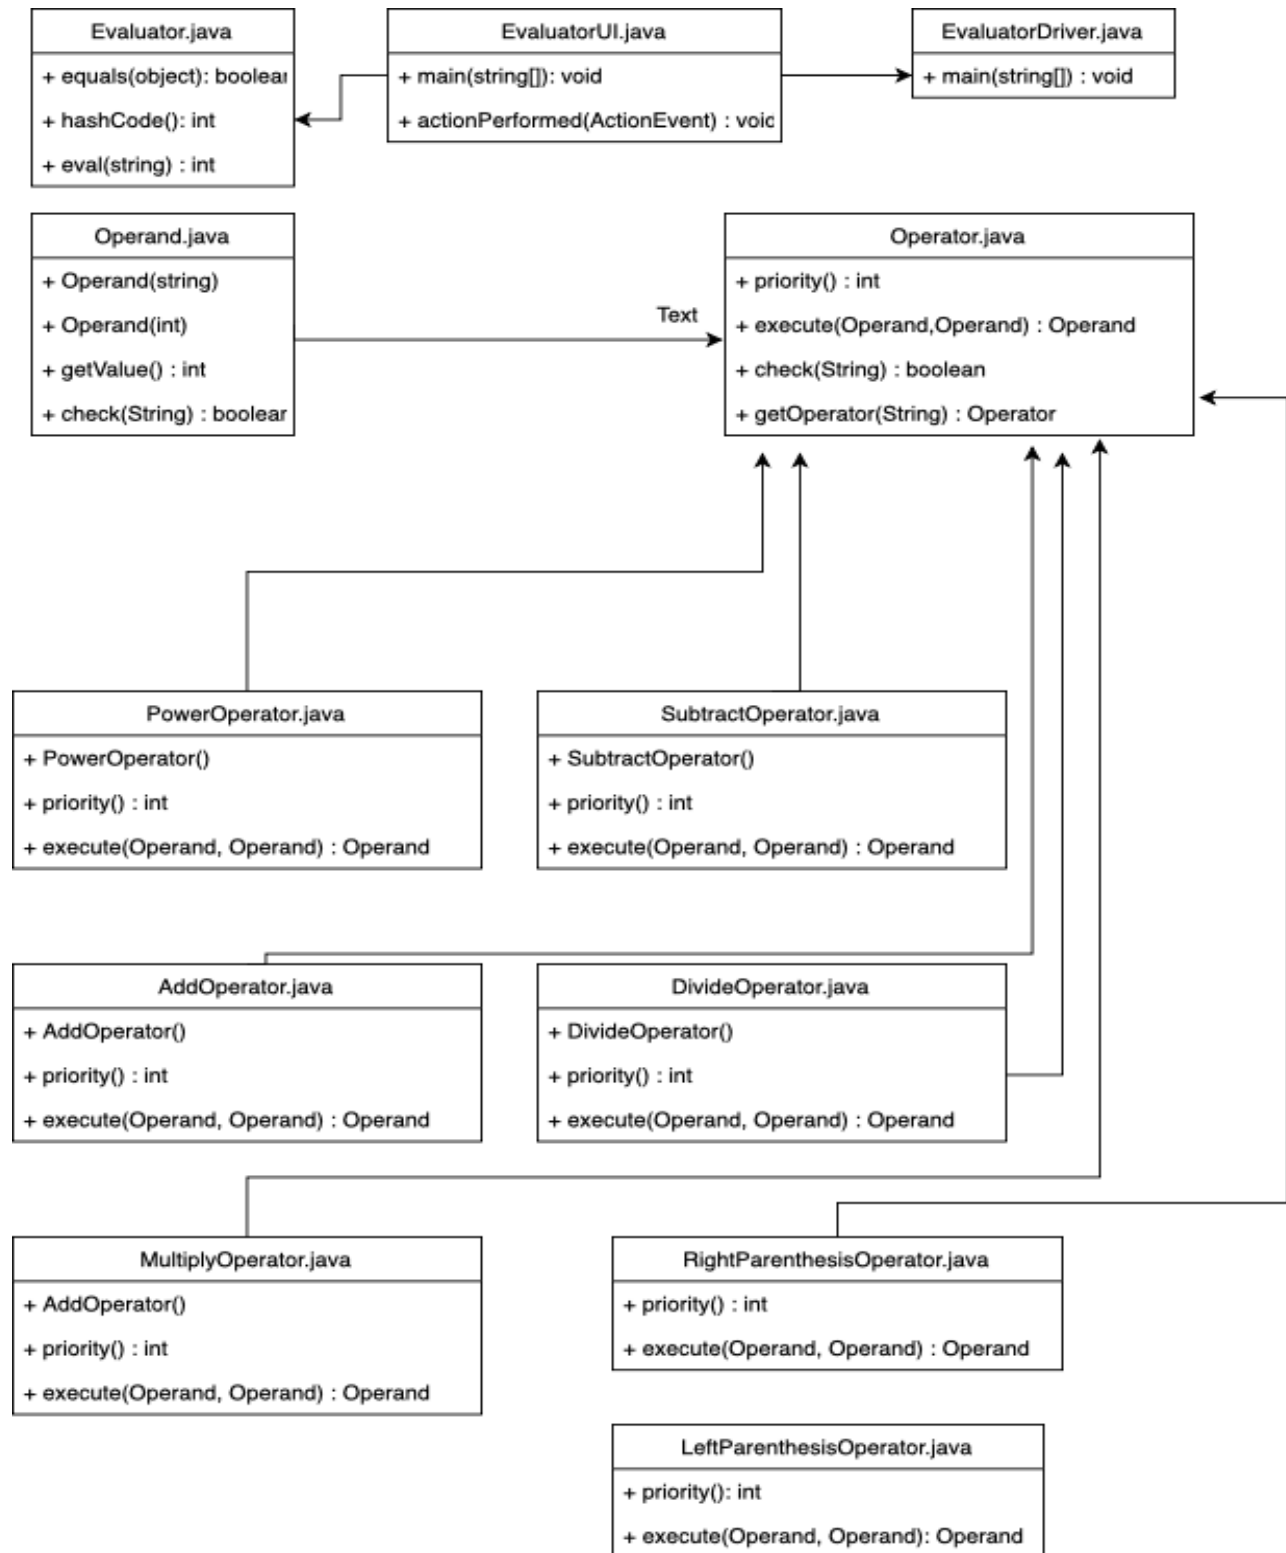 Evaluator.java
+ equals(object): boolean
+ hashCode(): int
+ eval(string) : int
EvaluatorUI.java
+ main(string[]): void
+ actionPerformed(ActionEvent) : void
EvaluatorDriver.java
+ main(string[]) : void
Operand.java
+ Operand(string)
+ Operand(int)
+ getValue() : int
+ check(String) : boolean
Text
Operator.java
+ priority() : int
+ execute(Operand,Operand) : Operand
+ check(String) : boolean
+ getOperator(String) : Operator
PowerOperator.java
+ PowerOperator()
+ priority() : int
+ execute(Operand, Operand) : Operand
SubtractOperator.java
+ SubtractOperator()
+ priority() : int
+ execute(Operand, Operand) : Operand
AddOperator.java
+ AddOperator()
+ priority() : int
+ execute(Operand, Operand) : Operand
DivideOperator.java
+ DivideOperator()
+ priority() : int
+ execute(Operand, Operand) : Operand
MultiplyOperator.java
+ AddOperator()
+ priority() : int
+ execute(Operand, Operand) : Operand
RightParenthesisOperator.java
+ priority() : int
+ execute(Operand, Operand) : Operand
LeftParenthesisOperator.java
+ priority(): int
+ execute(Operand, Operand): Operand